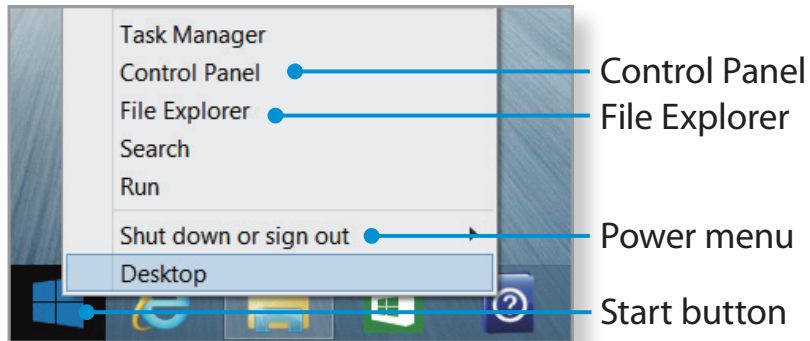 Task Manager
Control Panel
Control Panel
File Explorer
File Explorer
Search
Run
Shut down or sign out
Power menu
Desktop
Start button
?